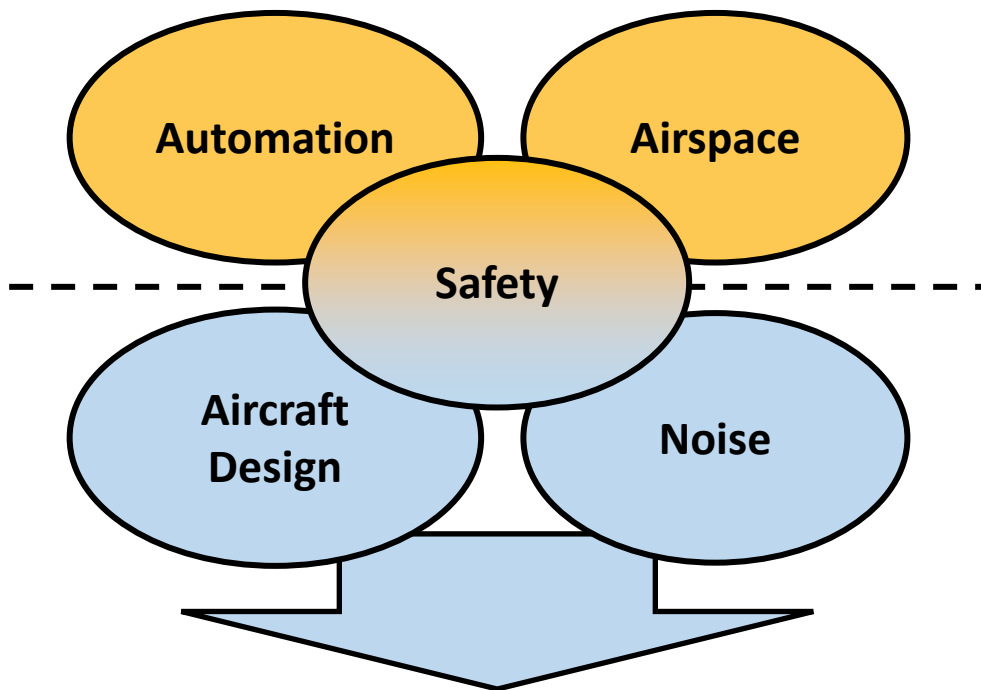 Automation
Airspace
Safety
Aircraft
Design
Noise